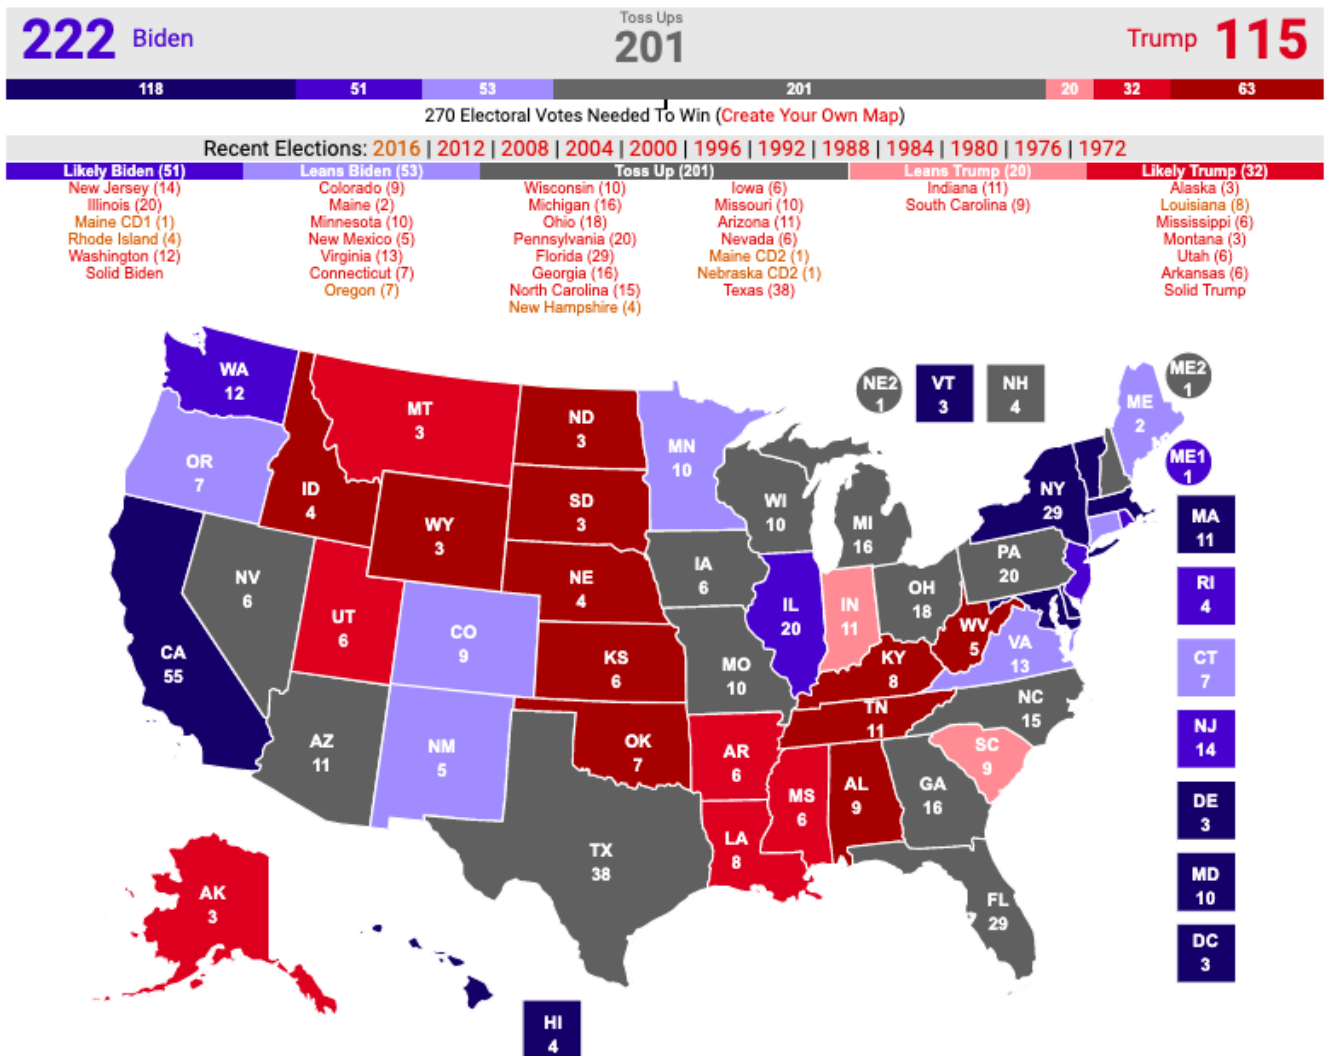 Toss Ups
222 Biden
201
Trump 115
118 51 53 201 20 32 63
270 Electoral Votes Needed To Win (Create Your Own Map)
Recent Elections: 2016 | 2012 | 2008 | 2004 | 2000 | 1996 | 1992 | 1988 | 1984 | 1980 | 1976 | 1972
Likely Biden (51)
New Jersey (14)
Illinois (20)
Maine CD1 (1)
Rhode Island (4)
Washington (12)
Solid Biden
Leans Biden (53)
Colorado (9)
Maine (2)
Minnesota (10)
New Mexico (5)
Virginia (13)
Connecticut (7)
Oregon (7)
Toss Up (201)
Wisconsin (10)
Michigan (16)
Ohio (18)
Pennsylvania (20)
Florida (29)
Georgia (16)
North Carolina (15)
New Hampshire (4)
Iowa (6)
Missouri (10)
Arizona (11)
Nevada (6)
Maine CD2 (1)
Nebraska CD2 (1)
Texas (38)
Leans Trump (20)
Indiana (11)
South Carolina (9)
Likely Trump (32)
Alaska (3)
Louisiana (8)
Mississippi (6)
Montana (3)
Utah (6)
Arkansas (6)
Solid Trump
WA
12
OR
7
CA
55
NV
6
ID
4
MT
3
WY
3
UT
6
AZ
11
CO
9
NM
5
ND
3
SD
3
NE
4
KS
6
OK
7
TX
38
MN
10
IA
6
MO
10
AR
6
LA
8
WI
10
IL
20
MS
6
MI
16
IN
11
OH
18
KY
8
TN
11
AL
9
GA
16
FL
29
SC
9
NC
15
VA
13
WV
5
PA
20
NY
29
ME
2
NE2
1
VT
3
NH
4
ME2
1
ME1
1
MA
11
RI
4
CT
7
NJ
14
DE
3
MD
10
DC
3
AK
3
HI
4